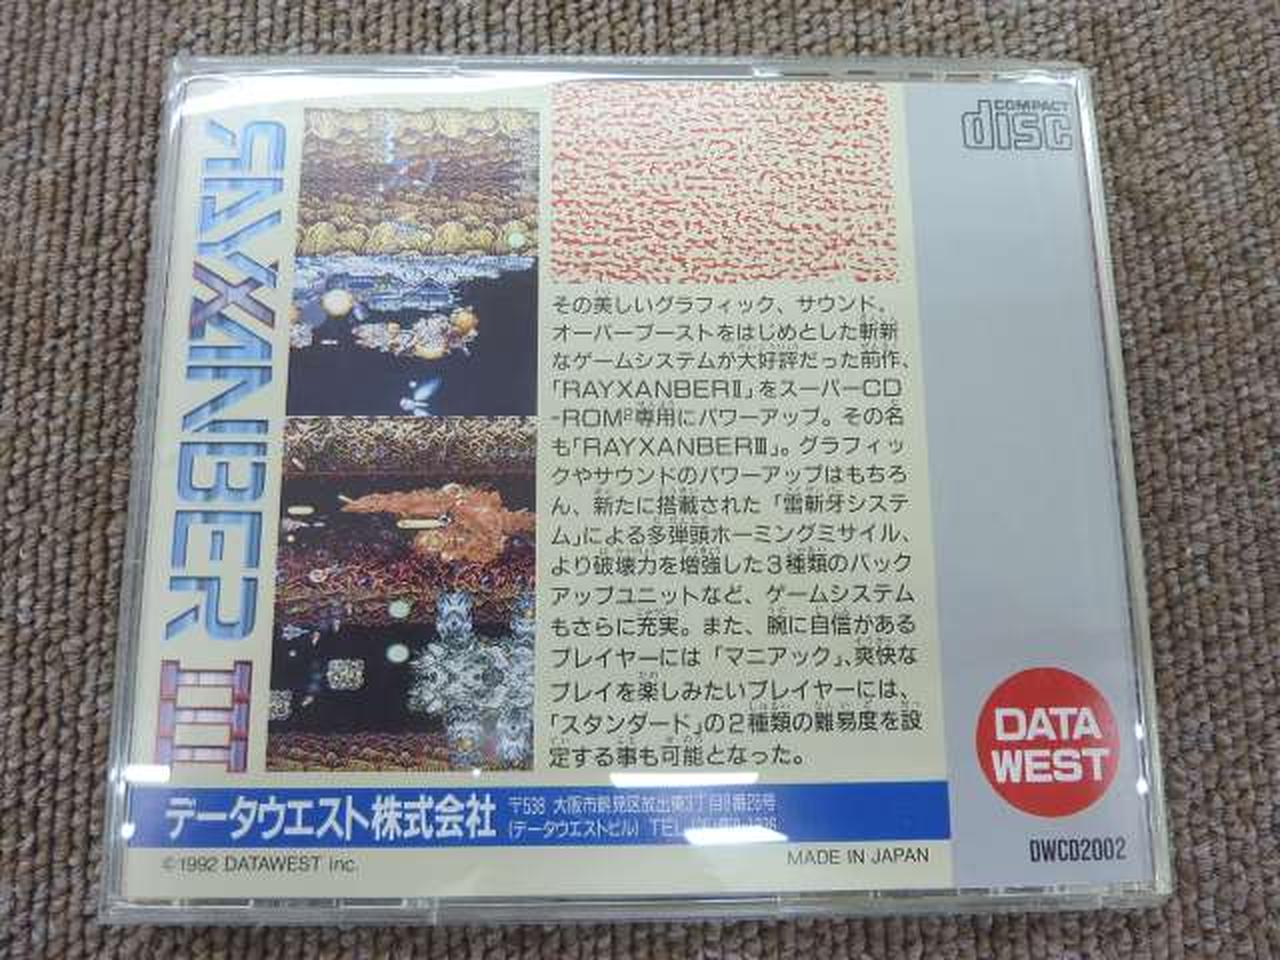 RAYXANBER III
COMPACT
disc
その美しいグラフィック、サウンド。
オーバーブーストをはじめとした斬新
なゲームシステムが大好評だった前作、
「RAYXANBERⅡ」をスーパーCD
-ROM²専用にパワーアップ。その名
も「RAYXANBERⅢ」。グラフィッ
クやサウンドのパワーアップはもちろ
ん、新たに搭載された「雷斬牙システ
ム」による多弾頭ホーミングミサイル、
より破壊力を増強した3種類のバック
アップユニットなど、ゲームシステム
もさらに充実。また、腕に自信がある
プレイヤーには「マニアック」、爽快な
プレイを楽しみたいプレイヤーには、
「スタンダード」の2種類の難易度を設
定する事も可能となった。
DATA
WEST
データウエスト株式会社
〒538 大阪市鶴見区放出東3丁目
(データウエストビル) TEL
©1992 DATAWEST inc.
MADE IN JAPAN
DWCD2002